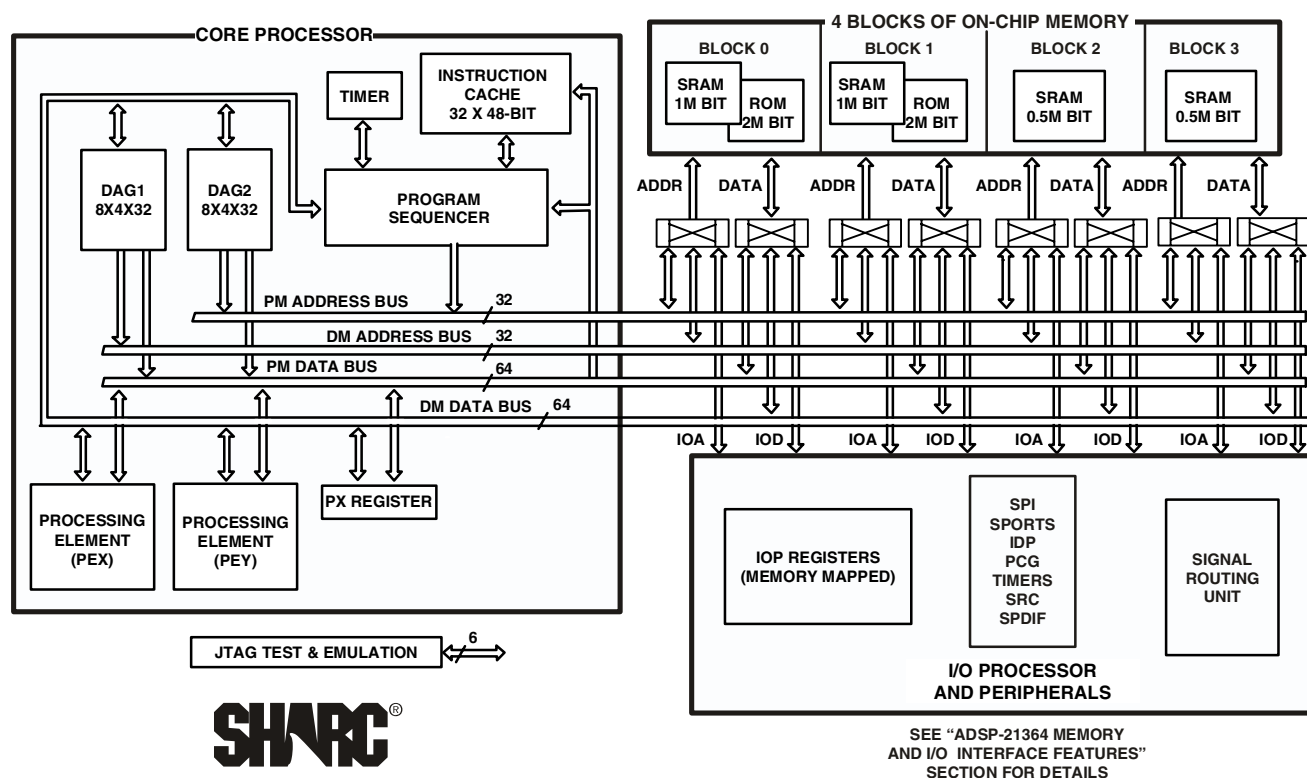 CORE PROCESSOR
TIMER
INSTRUCTION
CACHE
32 X 48-BIT
DAG1
8X4X32
DAG2
8X4X32
PROGRAM
SEQUENCER
PM ADDRESS BUS
32
DM ADDRESS BUS
32
PM DATA BUS
64
DM DATA BUS
64
PROCESSING
ELEMENT
(PEX)
PROCESSING
ELEMENT
(PEY)
PX REGISTER
JTAG TEST & EMULATION
6
SHARC®
4 BLOCKS OF ON-CHIP MEMORY
BLOCK 0
BLOCK 1
BLOCK 2
BLOCK 3
SRAM
1M BIT
ROM
2M BIT
SRAM
1M BIT
ROM
2M BIT
SRAM
0.5M BIT
SRAM
0.5M BIT
ADDR
DATA
ADDR
DATA
ADDR
DATA
ADDR
DATA
IOA
IOD
IOA
IOD
IOA
IOD
IOA
IOD
IOP REGISTERS
(MEMORY MAPPED)
SPI
SPORTS
IDP
PCG
TIMERS
SRC
SPDIF
SIGNAL
ROUTING
UNIT
I/O PROCESSOR
AND PERIPHERALS
SEE “ADSP-21364 MEMORY
AND I/O INTERFACE FEATURES”
SECTION FOR DETAILS